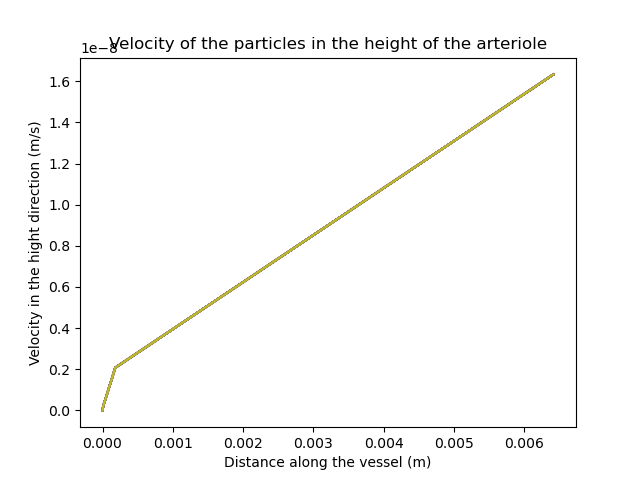 Velocity of the particles in the height of the arteriole
1e−8
1.6
1.4
1.2
1.0
0.8
0.6
0.4
0.2
0.0
Velocity in the hight direction (m/s)
0.000 0.001 0.002 0.003 0.004 0.005 0.006
Distance along the vessel (m)